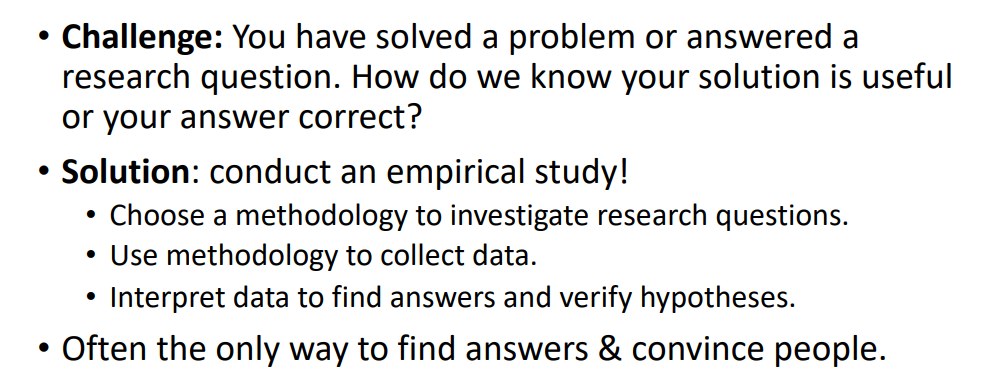 • Challenge: You have solved a problem or answered a
research question. How do we know your solution is useful
or your answer correct?
• Solution: conduct an empirical study!
• Choose a methodology to investigate research questions.
• Use methodology to collect data.
• Interpret data to find answers and verify hypotheses.
• Often the only way to find answers & convince people.